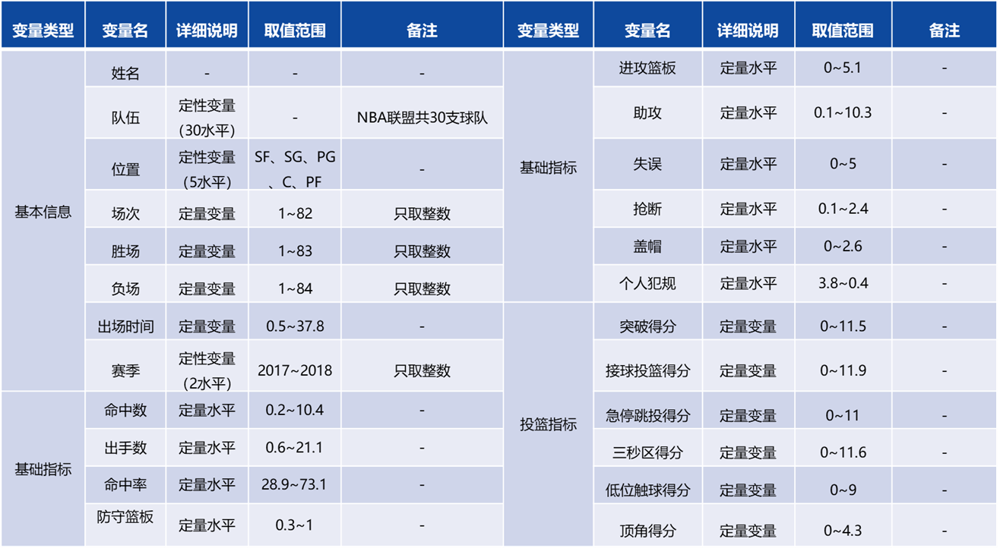 变量类型 变量名 详细说明 取值范围 备注 变量类型 变量名 详细说明 取值范围 备注
基本信息
姓名 - - -
队伍 定性变量
(30水平) - NBA联盟共30支球队
位置 定性变量
(5水平) SF、SG、PG
、C、PF -
场次 定量变量 1~82 只取整数
胜场 定量变量 1~83 只取整数
负场 定量变量 1~84 只取整数
出场时间 定量变量 0.5~37.8 -
赛季 定性变量
(2水平) 2017~2018 只取整数
基础指标
命中数 定量水平 0.2~10.4 -
出手数 定量水平 0.6~21.1 -
命中率 定量水平 28.9~73.1 -
防守篮板 定量水平 0.3~1 -
基础指标
进攻篮板 定量水平 0~5.1 -
助攻 定量水平 0.1~10.3 -
失误 定量水平 0~5 -
抢断 定量水平 0.1~2.4 -
盖帽 定量水平 0~2.6 -
个人犯规 定量水平 3.8~0.4 -
投篮指标
突破得分 定量变量 0~11.5 -
接球投篮得分 定量变量 0~11.9 -
急停跳投得分 定量变量 0~11 -
三秒区得分 定量变量 0~11.6 -
低位触球得分 定量变量 0~9 -
顶角得分 定量变量 0~4.3 -